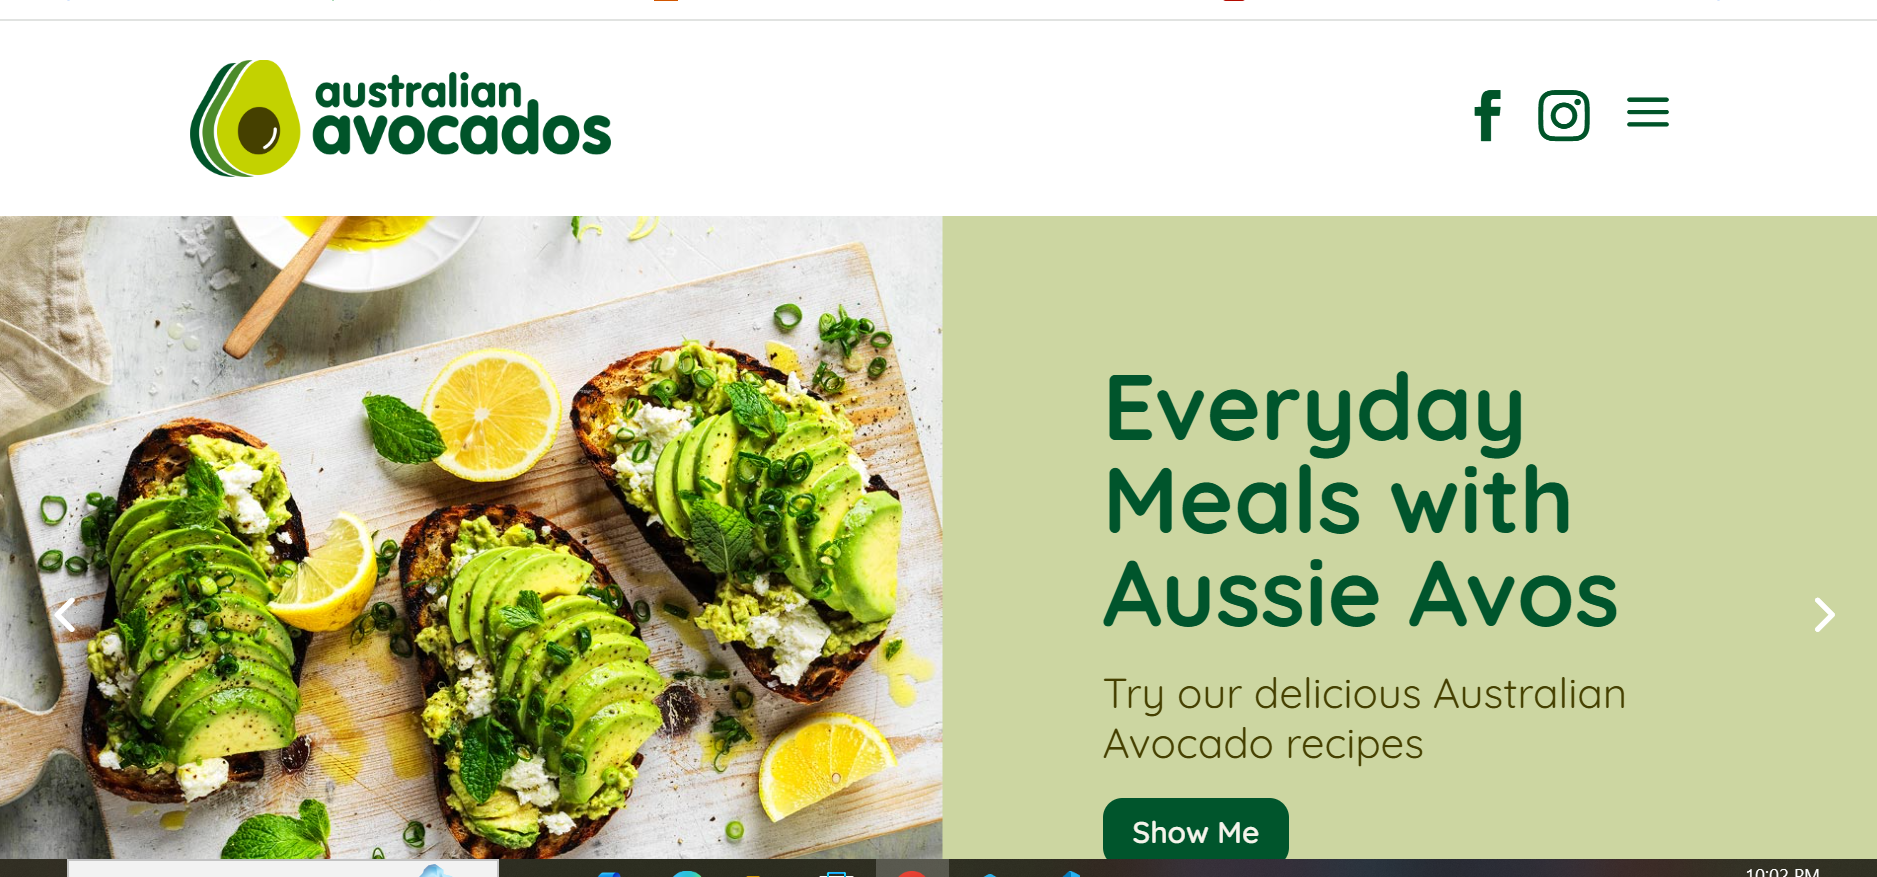 australian
avocados
Everyday
Meals with
Aussie Avos
Try our delicious Australian
Avocado recipes
Show Me
10:02 PM